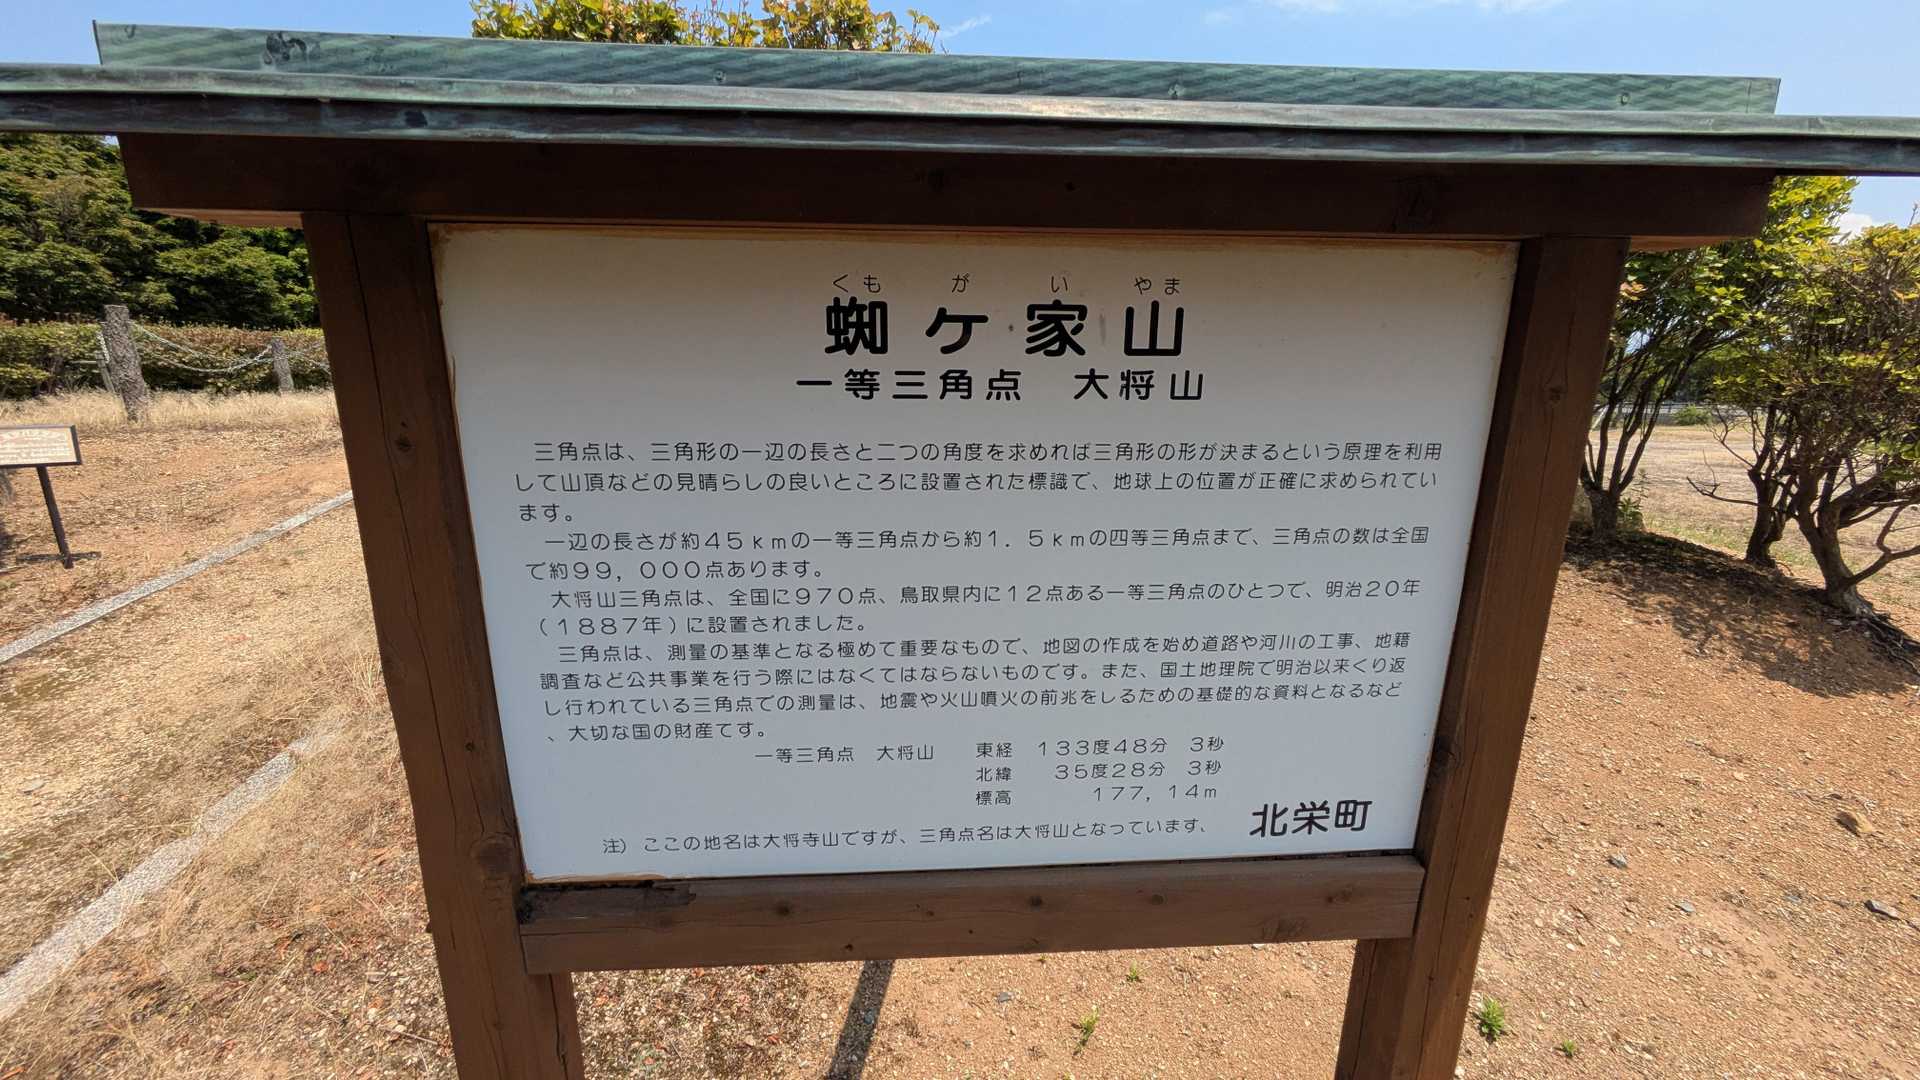 くも が い やま
蜘ヶ家山
一等三角点　大将山
三角点は、三角形の一辺の長さと二つの角度を求めれば三角形の形が決まるという原理を利用
して山頂などの見晴らしの良いところに設置された標識で、地球上の位置が正確に求められてい
ます。
一辺の長さが約４５ｋｍの一等三角点から約１．５ｋｍの四等三角点まで、三角点の数は全国
で約９９，０００点あります。
大将山三角点は、全国に９７０点、鳥取県内に１２点ある一等三角点のひとつで、明治２０年
（１８８７年）に設置されました。
三角点は、測量の基準となる極めて重要なもので、地図の作成を始め道路や河川の工事、地籍
調査など公共事業を行う際にはなくてはならないものです。また、国土地理院で明治以来くり返
し行われている三角点での測量は、地震や火山噴火の前兆をしるための基礎的な資料となるなど
、大切な国の財産てす。
一等三角点　大将山　東経　１３３度４８分　３秒
北緯　３５度２８分　３秒
標高　１７７，１４ｍ
北栄町
注）ここの地名は大将寺山ですが、三角点名は大将山となっています、